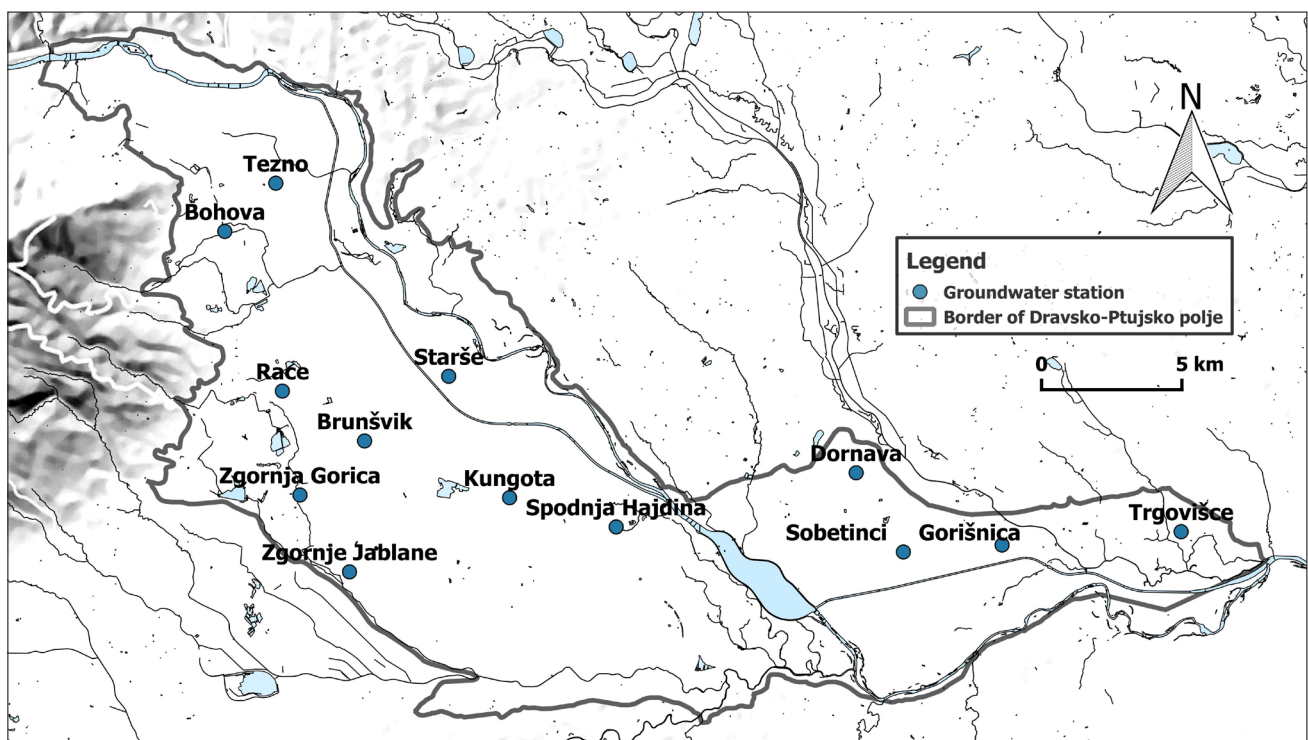 N
Tezno
Bohova
Legend
Groundwater station
Border of Dravsko-Ptujsko polje
0 5 km
Starše
Rače
Brunšvik
Zgornja Gorica
Kungota
Spodnja Hajdina
Zgornje Jablane
Dornava
Sobetinci
Gorišnica
Trgovišce